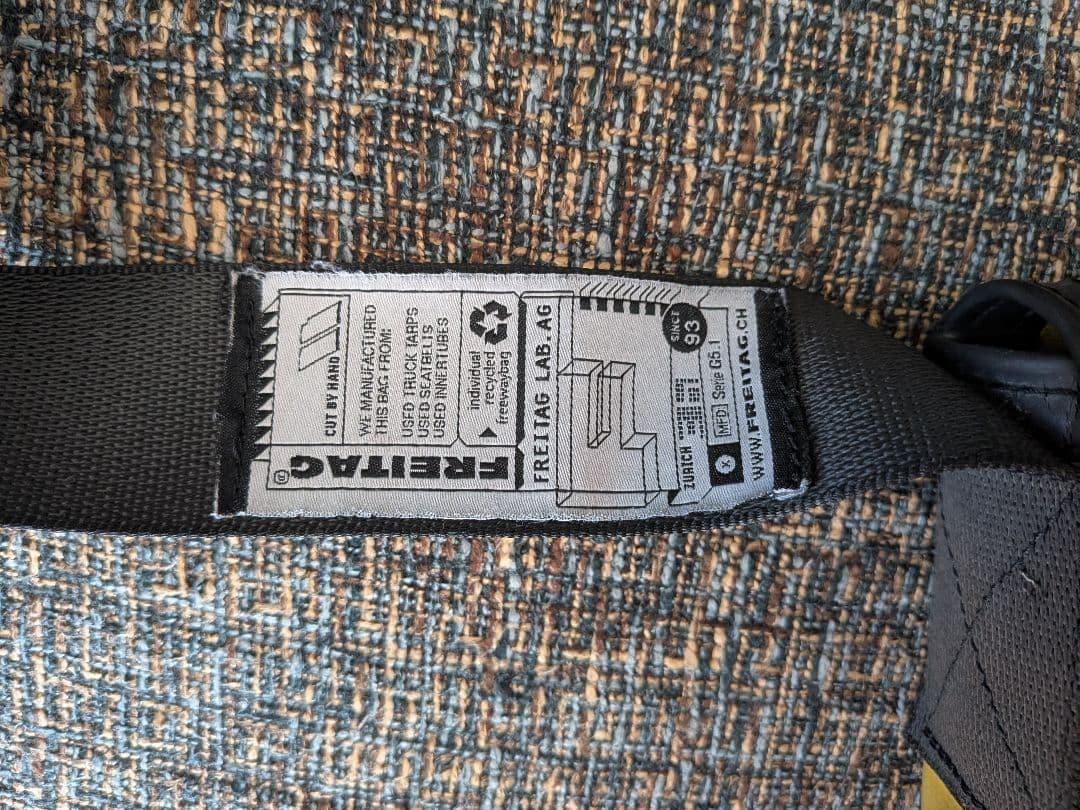 CUT BY HAND
WE MANUFACTURED
THIS BAG FROM:
USED TRUCK TARPS
USED SEATBELTS
USED INNERTUBES
individual
recycled
freewaybag
FREITAG
®
FREITAG LAB. AG
SINCE
93
ZURICH
X MFD Serie G5.1
WWW.FREITAG.CH